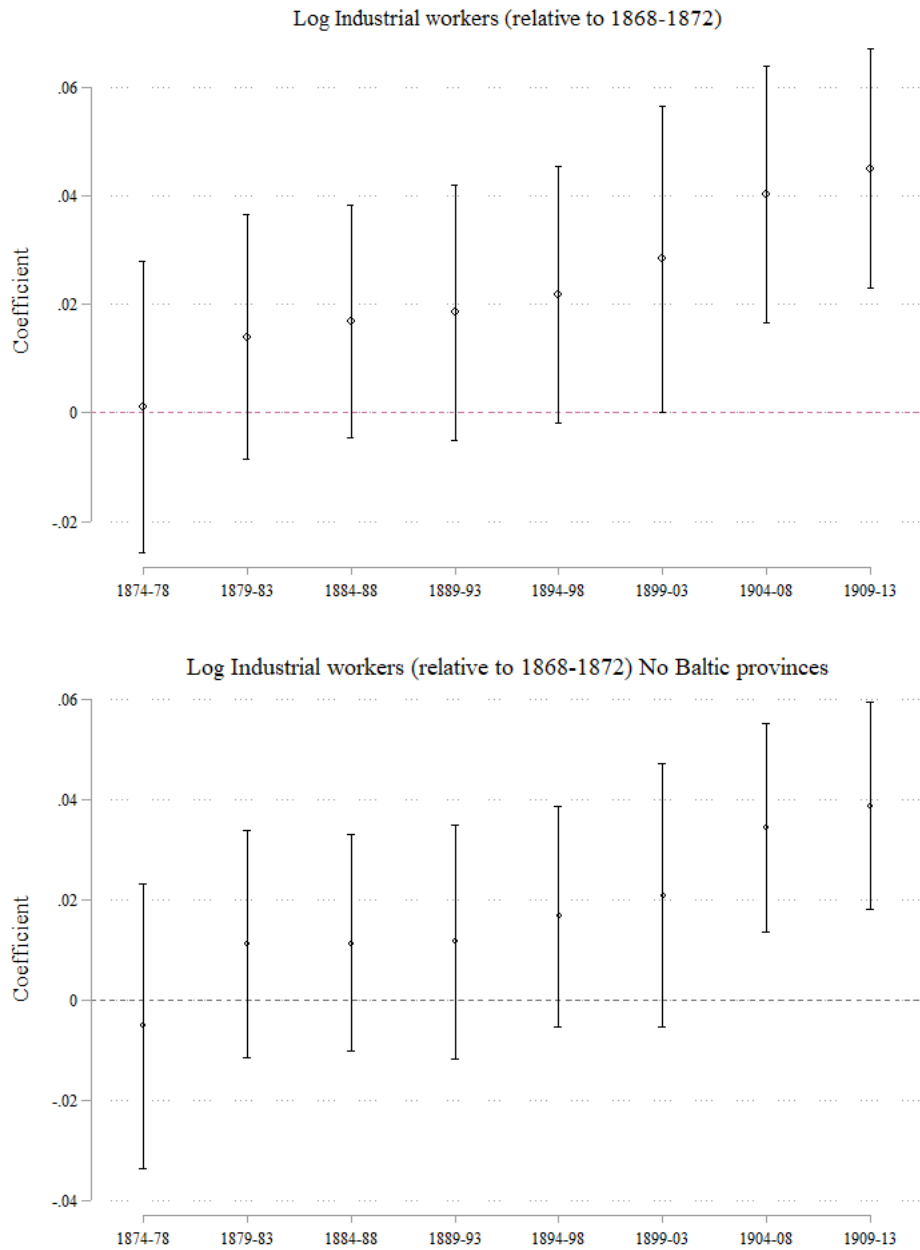 Log Industrial workers (relative to 1868-1872)
.06
.04
.02
0
-.02
Coefficient
1874-78 1879-83 1884-88 1889-93 1894-98 1899-03 1904-08 1909-13
Log Industrial workers (relative to 1868-1872) No Baltic provinces
.06
.04
.02
0
-.02
-.04
Coefficient
1874-78 1879-83 1884-88 1889-93 1894-98 1899-03 1904-08 1909-13